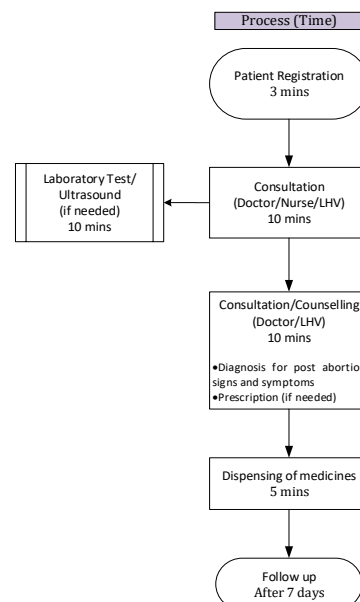 Process (Time)
Patient Registration
3 mins
Laboratory Test/
Ultrasound
(if needed)
10 mins
Consultation
(Doctor/Nurse/LHV)
10 mins
Consultation/Counselling
(Doctor/LHV)
10 mins
•Diagnosis for post abortio
signs and symptoms
•Prescription (if needed)
Dispensing of medicines
5 mins
Follow up
After 7 days